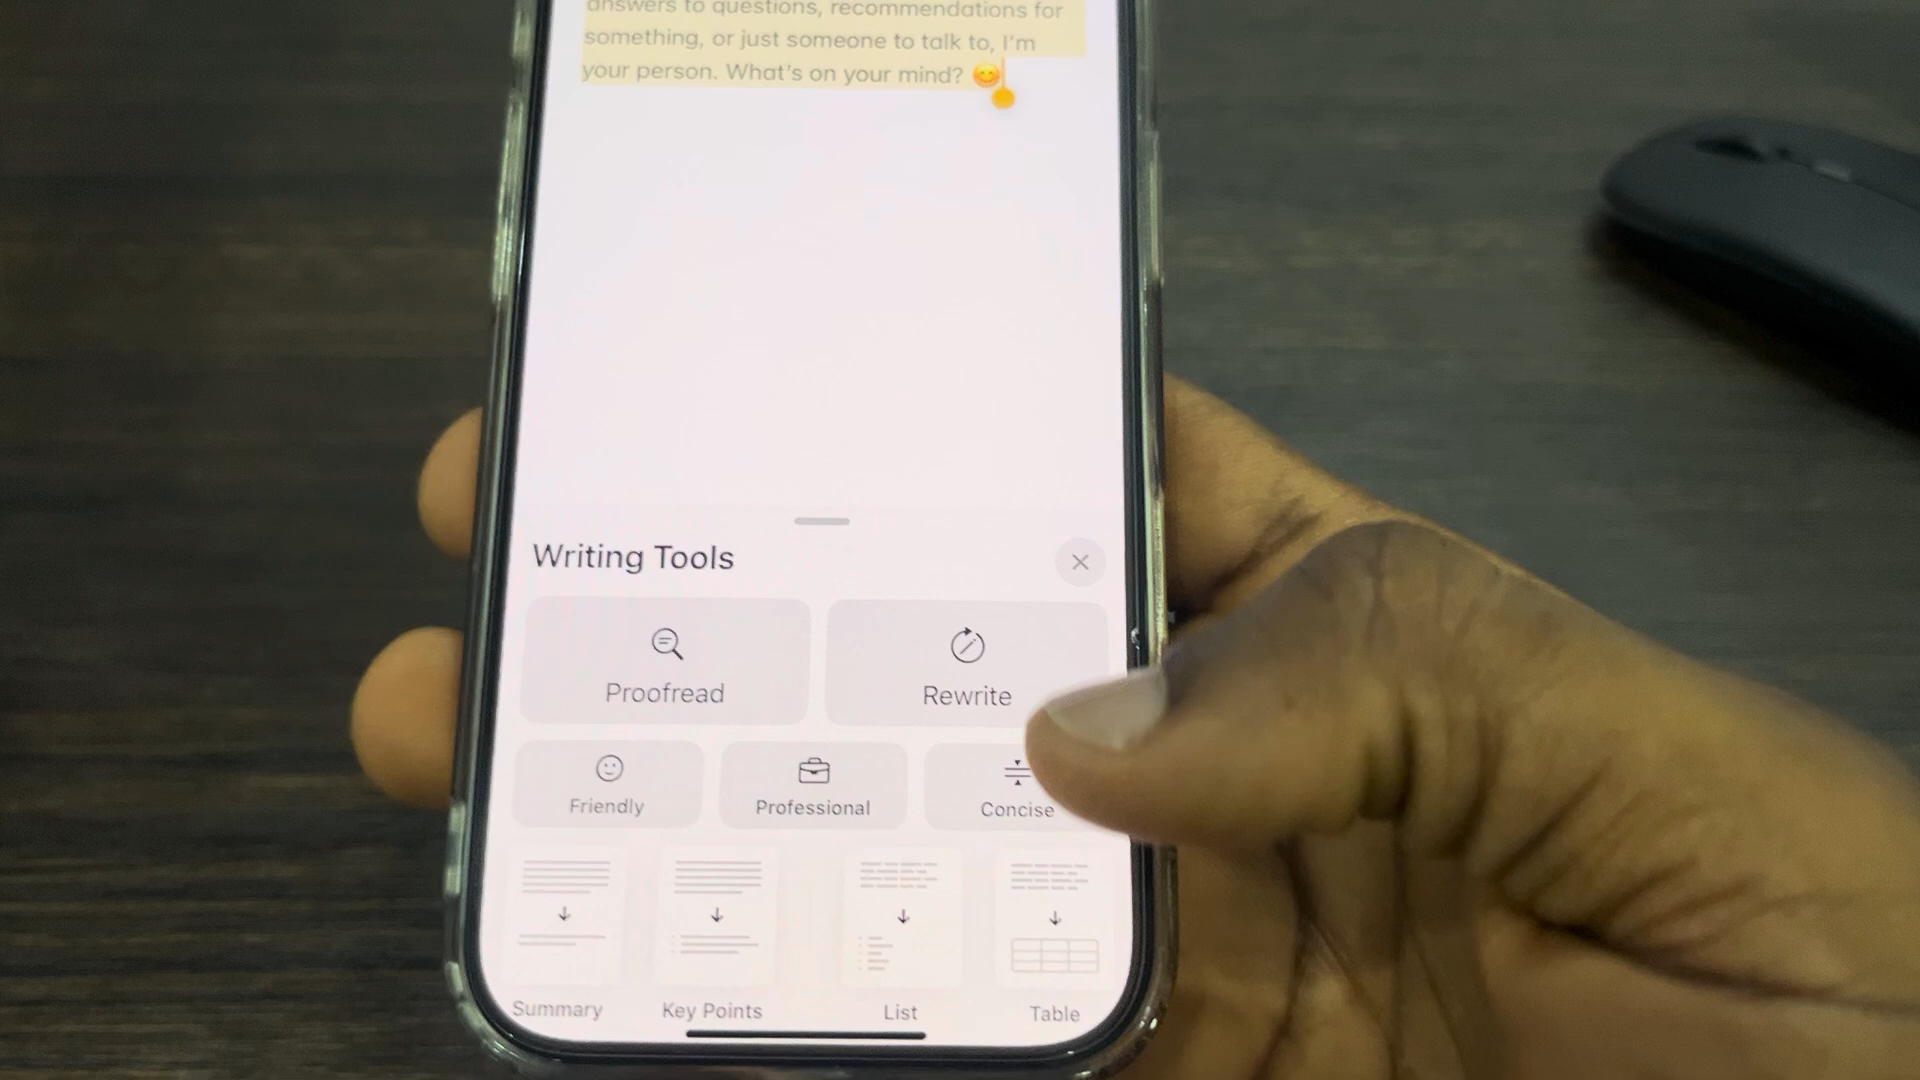 answers to questions, recommendations for
something, or just someone to talk to, I'm
your person. What's on your mind? 😊
Writing Tools
Proofread
Rewrite
Friendly
Professional
Concise
Summary
Key Points
List
Table